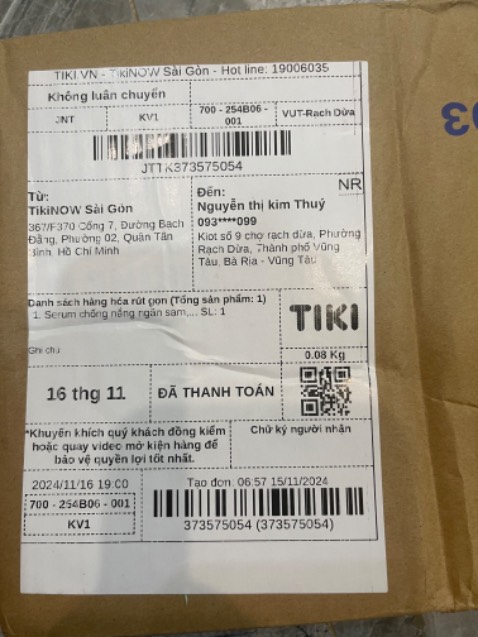 TIKI VN - TikiNOW Sài Gòn - Hot line: 19006035
Không luân chuyển
JNT
KV1
700 - 254B06 -
001
VUT-Rạch Dừa
JTTK373575054
Từ:
TikiNOW Sài Gòn
367/F370 Cổng 7, Đường Bạch
Đằng, Phường 02, Quận Tân
Bình, Hồ Chí Minh
NR
Đến:
Nguyễn thị kim Thuý
093****099
Kiot số 9 chợ rạch dừa, Phường
Rạch Dừa, Thành phố Vũng
Tàu, Bà Rịa - Vũng Tàu
Danh sách hàng hóa rút gọn (Tổng sản phẩm: 1)
1. Serum chống nắng ngăn sạm,... SL: 1
Ghi chú
TIKI
0.08 Kg
16 thg 11
ĐÃ THANH TOÁN
*Khuyến khích quý khách đồng kiểm
hoặc quay video mở kiện hàng để
bảo vệ quyền lợi tốt nhất.
Chữ ký người nhận
2024/11/16 19:00
700 - 254B06 - 001
KV1
Tạo đơn: 06:57 15/11/2024
373575054 (373575054)